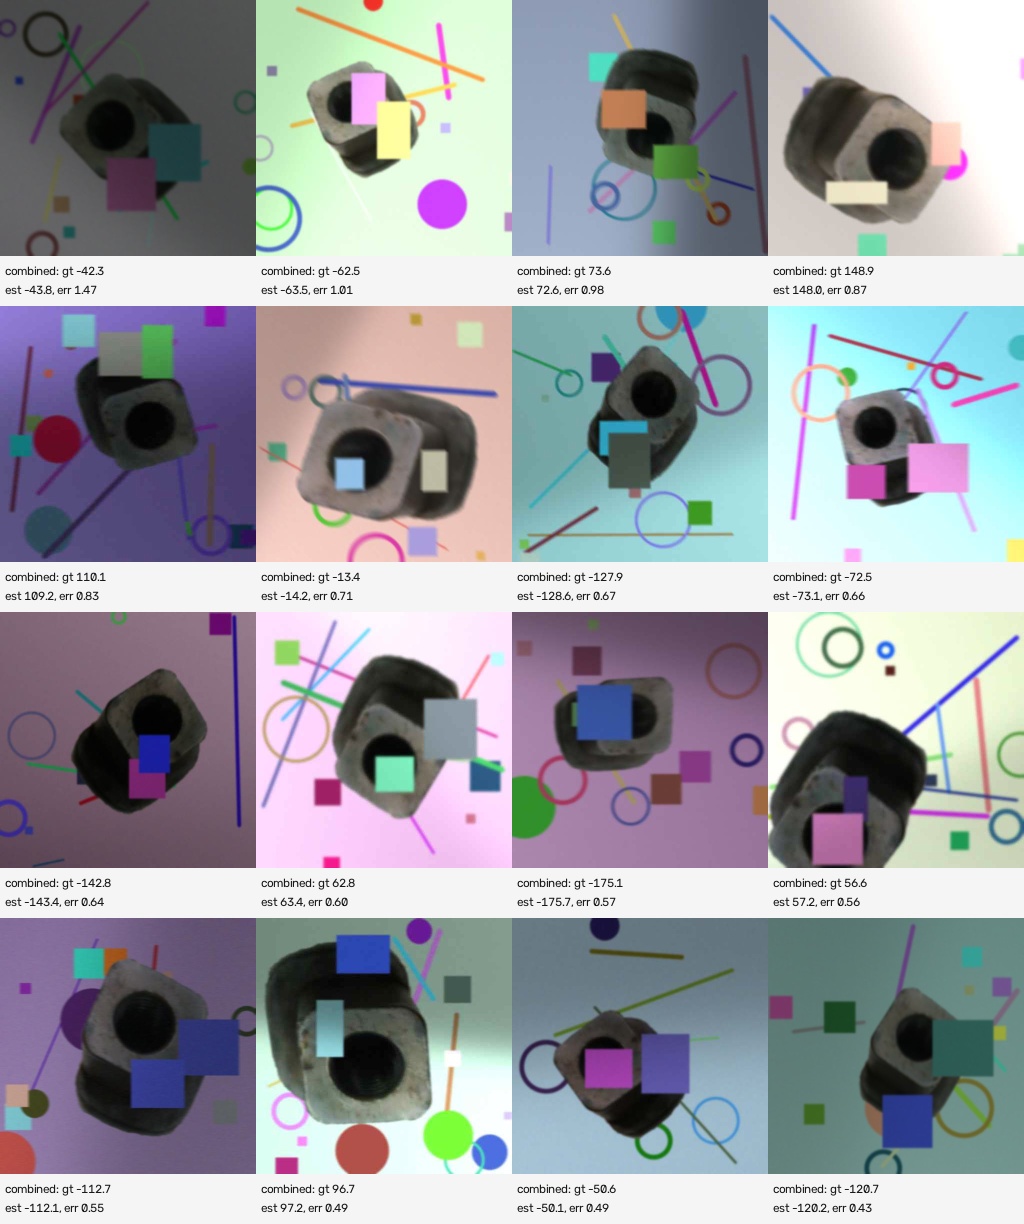 combined: gt -42.3
est -43.8, err 1.47
combined: gt -62.5
est -63.5, err 1.01
combined: gt 73.6
est 72.6, err 0.98
combined: gt 148.9
est 148.0, err 0.87
combined: gt 110.1
est 109.2, err 0.83
combined: gt -13.4
est -14.2, err 0.71
combined: gt -127.9
est -128.6, err 0.67
combined: gt -72.5
est -73.1, err 0.66
combined: gt -142.8
est -143.4, err 0.64
combined: gt 62.8
est 63.4, err 0.60
combined: gt -175.1
est -175.7, err 0.57
combined: gt 56.6
est 57.2, err 0.56
combined: gt -112.7
est -112.1, err 0.55
combined: gt 96.7
est 97.2, err 0.49
combined: gt -50.6
est -50.1, err 0.49
combined: gt -120.7
est -120.2, err 0.43